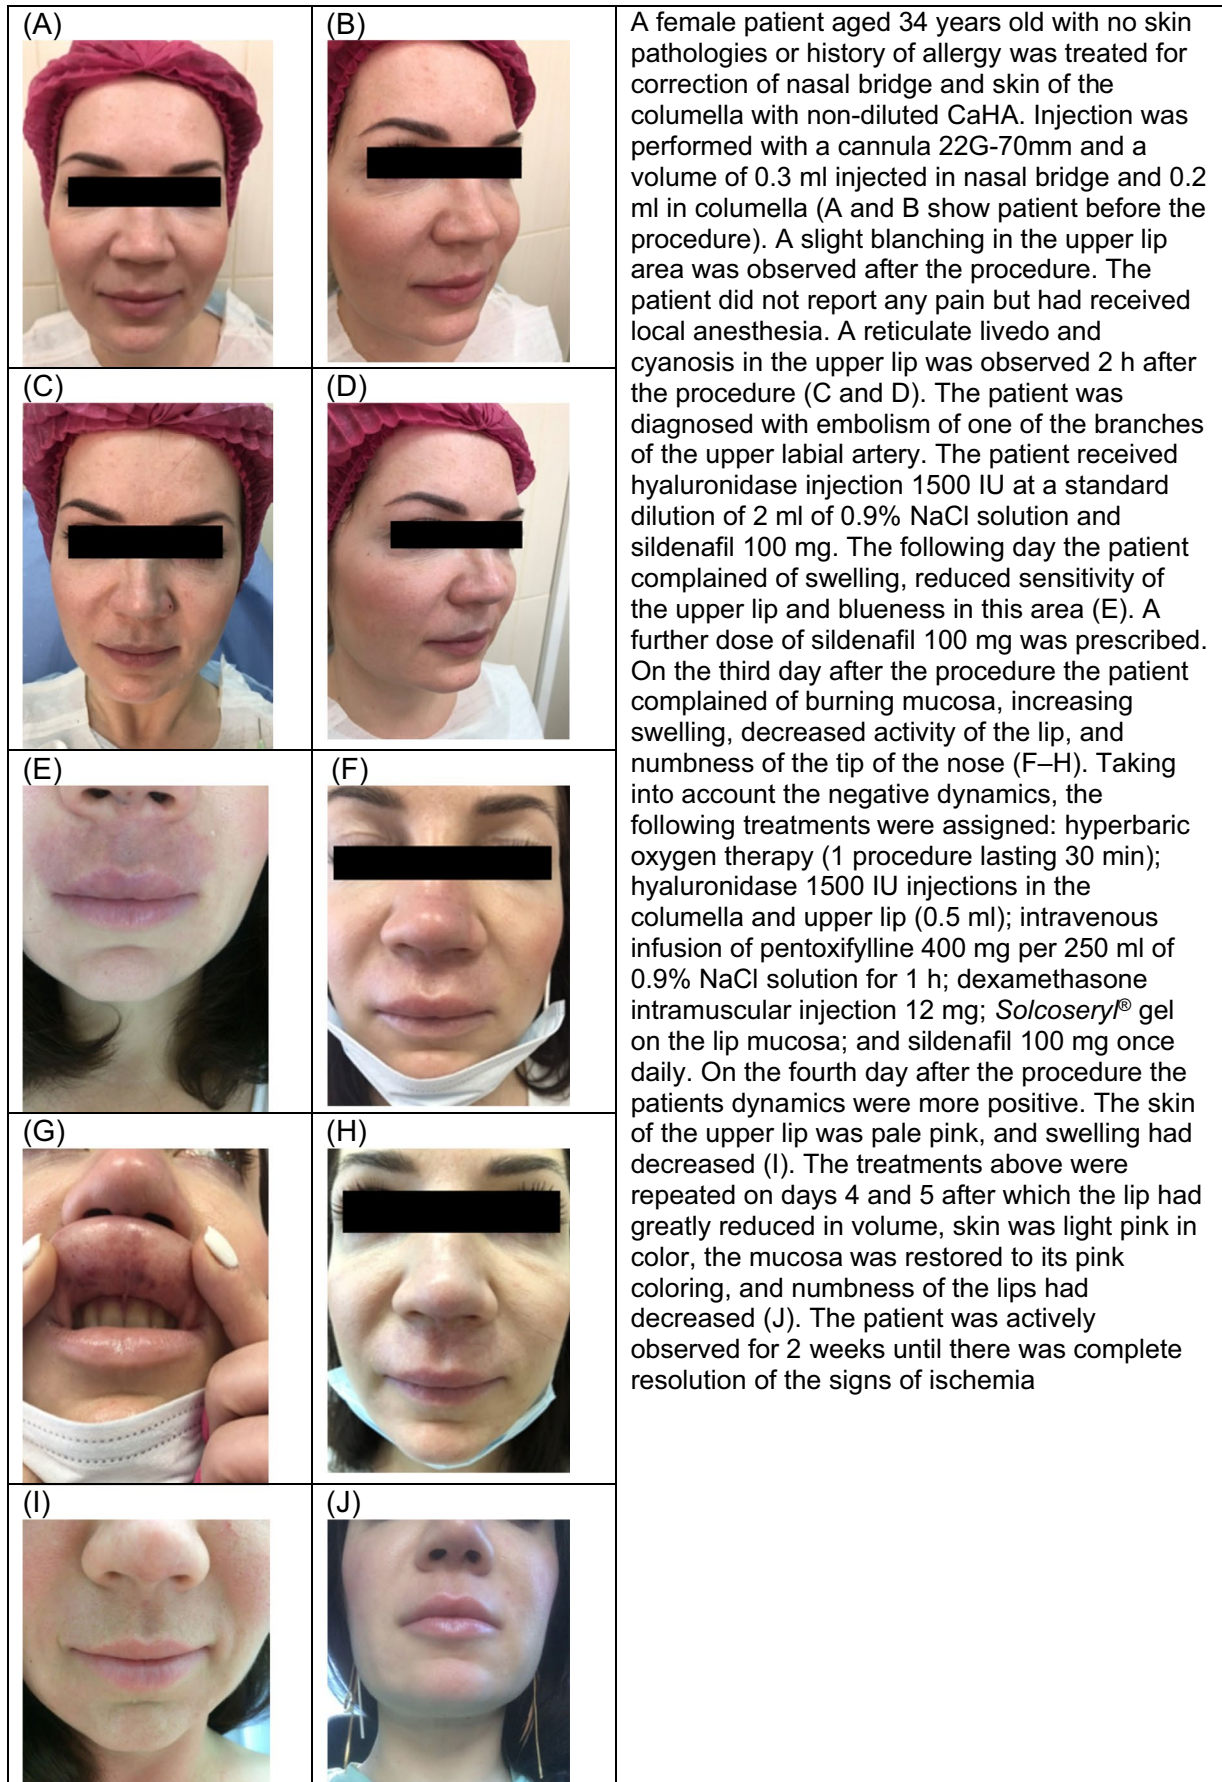 (A)
(B)
(C)
(D)
(E)
(F)
(G)
(H)
(I)
(J)
A female patient aged 34 years old with no skin
pathologies or history of allergy was treated for
correction of nasal bridge and skin of the
columella with non-diluted CaHA. Injection was
performed with a cannula 22G-70mm and a
volume of 0.3 ml injected in nasal bridge and 0.2
ml in columella (A and B show patient before the
procedure). A slight blanching in the upper lip
area was observed after the procedure. The
patient did not report any pain but had received
local anesthesia. A reticulate livedo and
cyanosis in the upper lip was observed 2 h after
the procedure (C and D). The patient was
diagnosed with embolism of one of the branches
of the upper labial artery. The patient received
hyaluronidase injection 1500 IU at a standard
dilution of 2 ml of 0.9% NaCl solution and
sildenafil 100 mg. The following day the patient
complained of swelling, reduced sensitivity of
the upper lip and blueness in this area (E). A
further dose of sildenafil 100 mg was prescribed.
On the third day after the procedure the patient
complained of burning mucosa, increasing
swelling, decreased activity of the lip, and
numbness of the tip of the nose (F–H). Taking
into account the negative dynamics, the
following treatments were assigned: hyperbaric
oxygen therapy (1 procedure lasting 30 min);
hyaluronidase 1500 IU injections in the
columella and upper lip (0.5 ml); intravenous
infusion of pentoxifylline 400 mg per 250 ml of
0.9% NaCl solution for 1 h; dexamethasone
intramuscular injection 12 mg; Solcoseryl® gel
on the lip mucosa; and sildenafil 100 mg once
daily. On the fourth day after the procedure the
patients dynamics were more positive. The skin
of the upper lip was pale pink, and swelling had
decreased (I). The treatments above were
repeated on days 4 and 5 after which the lip had
greatly reduced in volume, skin was light pink in
color, the mucosa was restored to its pink
coloring, and numbness of the lips had
decreased (J). The patient was actively
observed for 2 weeks until there was complete
resolution of the signs of ischemia